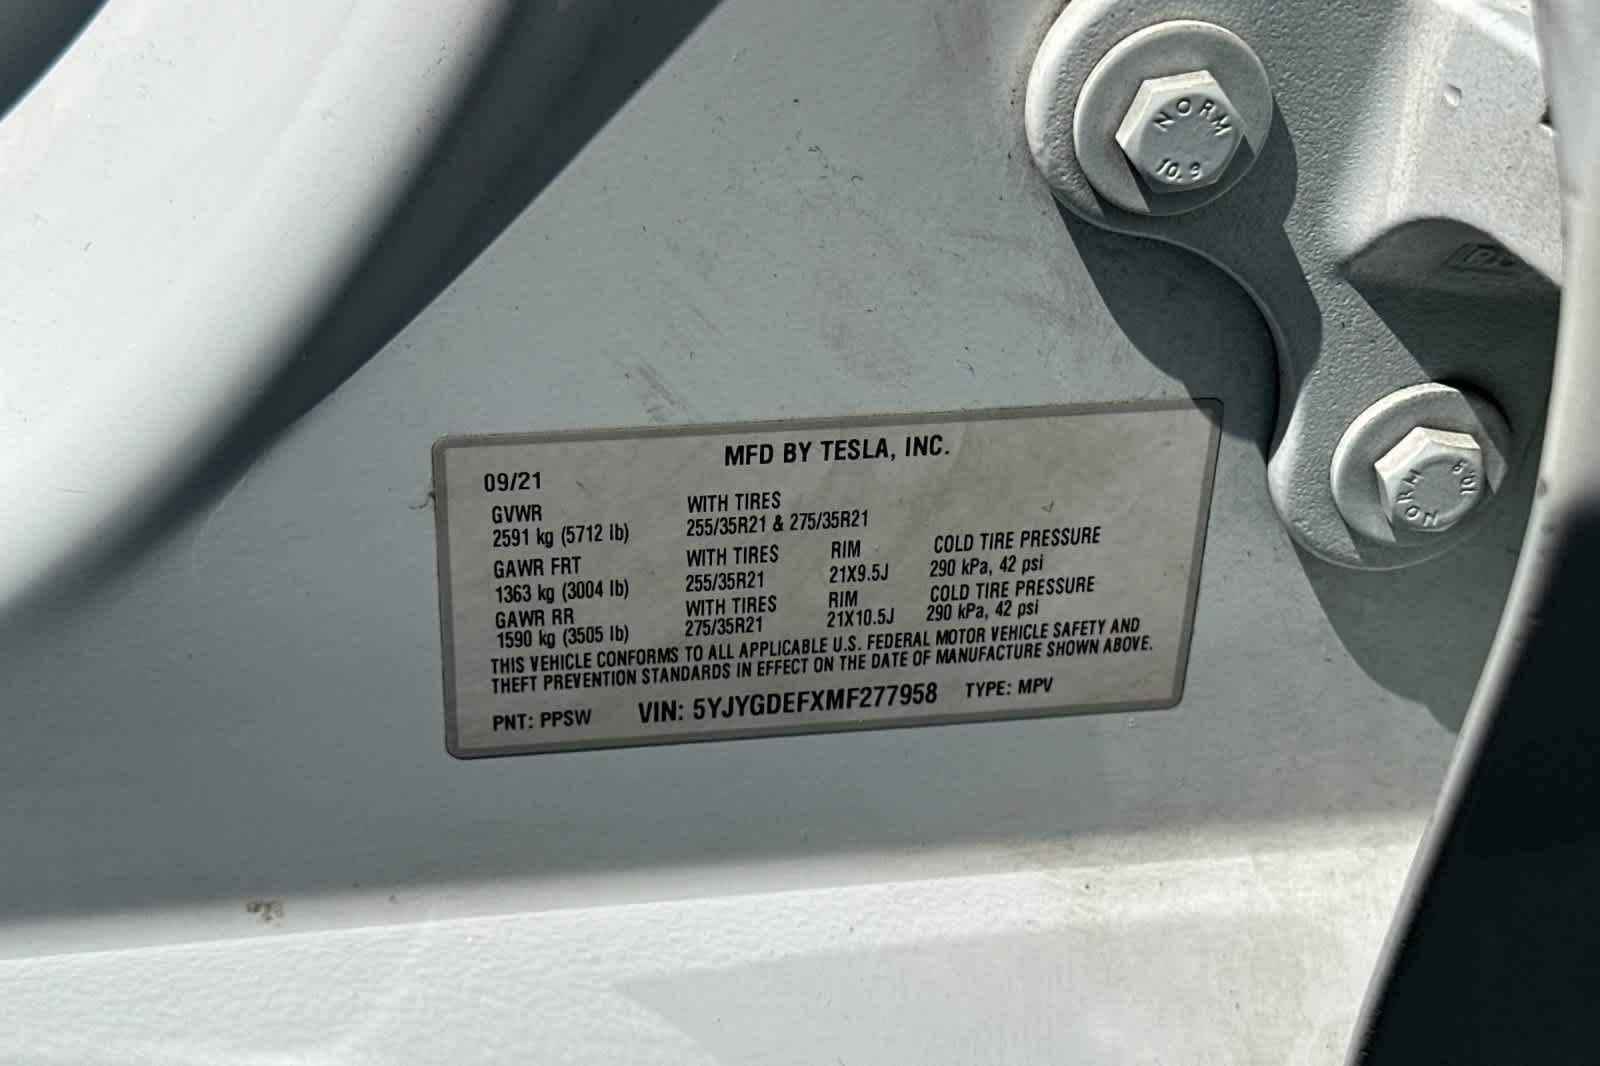 NORM
10.9
MFD BY TESLA, INC.
09/21
GVWR WITH TIRES
2591 kg (5712 lb) 255/35R21 & 275/35R21
GAWR FRT WITH TIRES RIM COLD TIRE PRESSURE
1363 kg (3004 lb) 255/35R21 21X9.5J 290 kPa, 42 psi
GAWR RR WITH TIRES RIM COLD TIRE PRESSURE
1590 kg (3505 lb) 275/35R21 21X10.5J 290 kPa, 42 psi
THIS VEHICLE CONFORMS TO ALL APPLICABLE U.S. FEDERAL MOTOR VEHICLE SAFETY AND
THEFT PREVENTION STANDARDS IN EFFECT ON THE DATE OF MANUFACTURE SHOWN ABOVE.
PNT: PPSW VIN: 5YJYGDEFXMF277958 TYPE: MPV
NORM
10.9